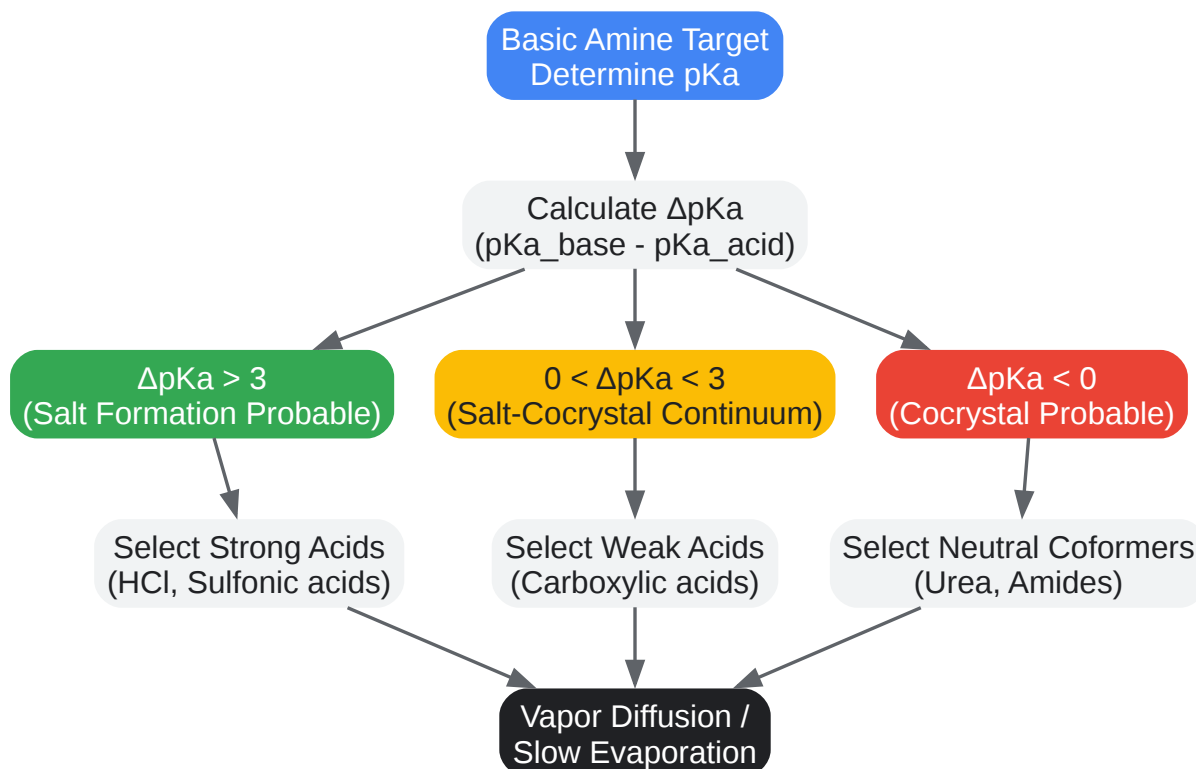 Basic Amine Target
Determine pKa
Calculate ΔpKa
(pKa_base - pKa_acid)
ΔpKa > 3
(Salt Formation Probable)
0 < ΔpKa < 3
(Salt-Cocrystal Continuum)
ΔpKa < 0
(Cocrystal Probable)
Select Strong Acids
(HCl, Sulfonic acids)
Select Weak Acids
(Carboxylic acids)
Select Neutral Coformers
(Urea, Amides)
Vapor Diffusion /
Slow Evaporation